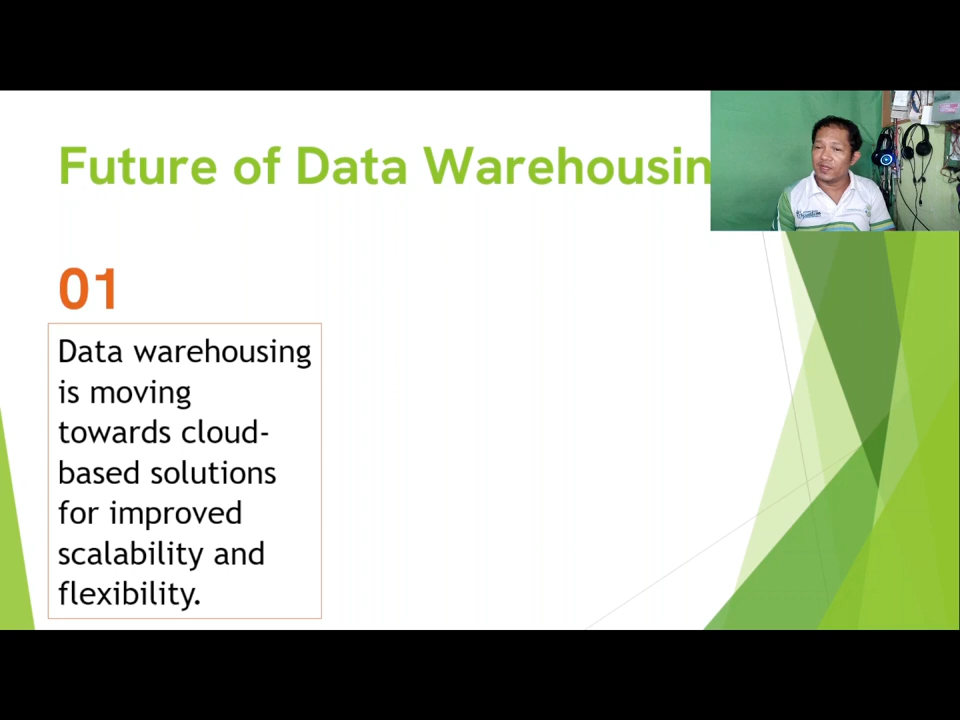 Future of Data Warehousin
01
Data warehousing
is moving
towards cloud-
based solutions
for improved
scalability and
flexibility.